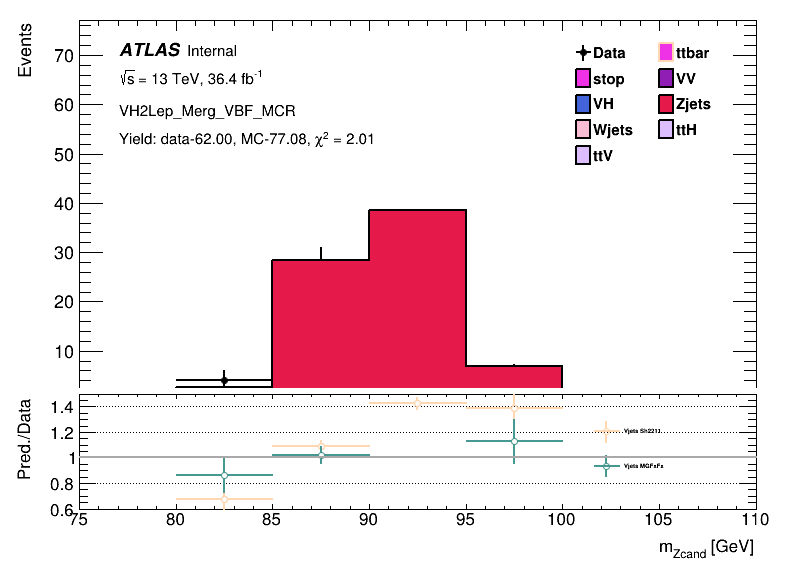 Events
ATLAS Internal
√s = 13 TeV, 36.4 fb-1
VH2Lep_Merg_VBF_MCR
Yield: data-62.00, MC-77.08, χ2 = 2.01
Data ttbar
stop VV
VH Zjets
Wjets ttH
ttV
70
60
50
40
30
20
10
Pred./Data
1.4
1.2
1
0.8
0.6
Vjets Sh2211
Vjets MGFxFx
75 80 85 90 95 100 105 110
mZcand [GeV]